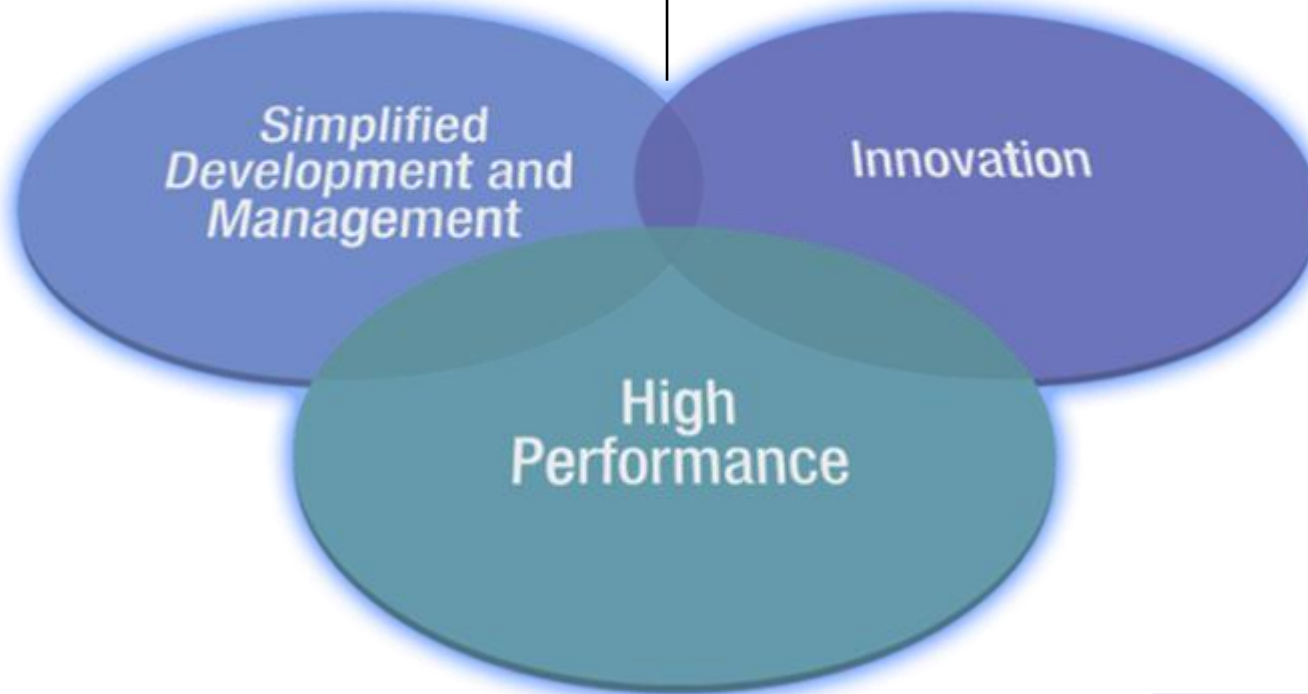 Simplified
Development and
Management
Innovation
High
Performance